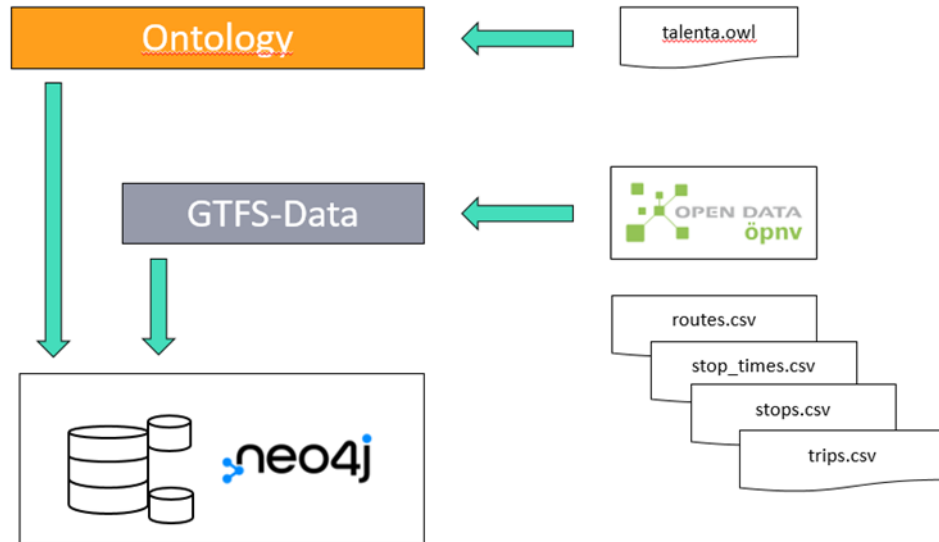 Ontology
talenta.owl
GTFS-Data
OPEN DATA
öpnv
routes.csv
stop_times.csv
stops.csv
trips.csv
neo4j